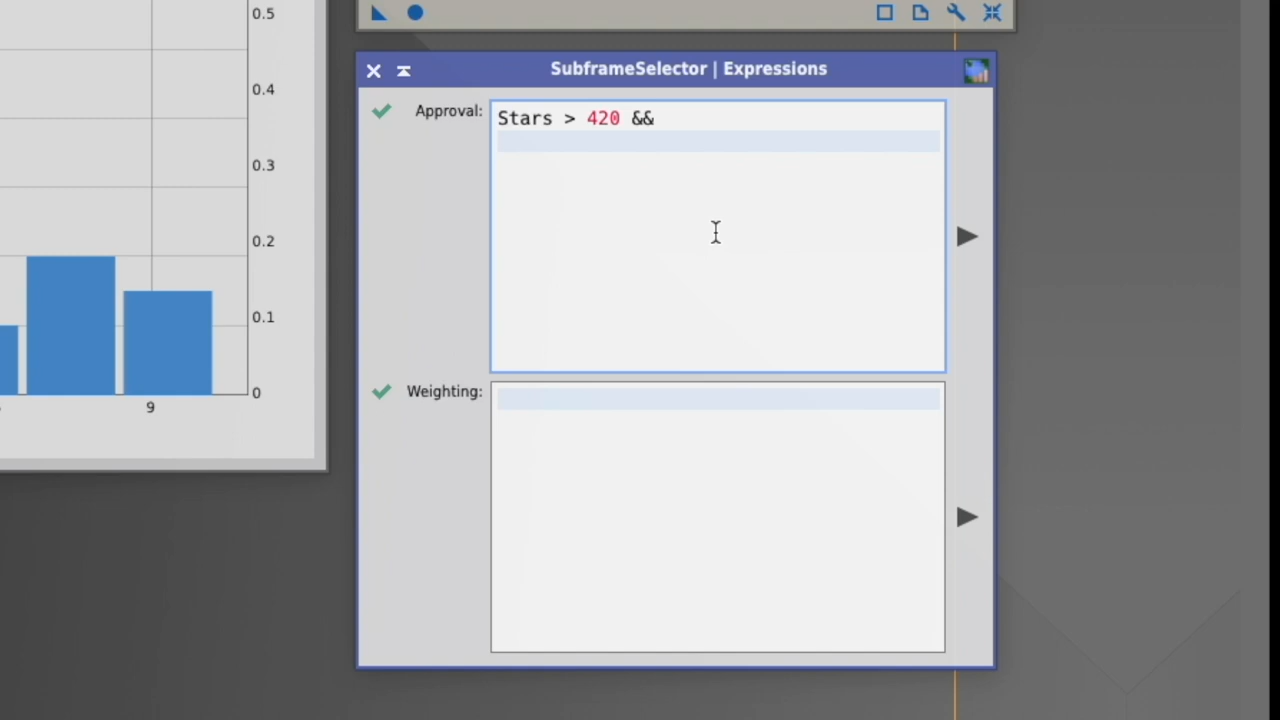 0.5
SubframeSelector | Expressions
0.4
Approval:
Stars > 420 &&
0.3
0.2
0.1
Weighting:
0
9